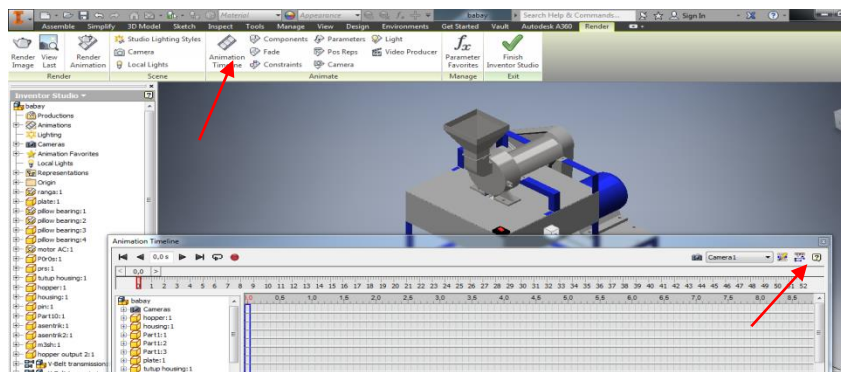 Material Appearance babay Search Help & Commands... Sign In
Assemble Simplify 3D Model Sketch Inspect Tools Manage View Design Environments Get Started Vault Autodesk A360 Render
Studio Lighting Styles Components Parameters Light
Camera Fade Pos Reps Video Producer
Local Lights Constraints Camera
Render Image View Last Render Animation Animation Timeline Parameter Favorites Finish Inventor Studio
Render Scene Animate Manage Exit
Inventor Studio
babay
Productions
Animations
Lighting
Cameras
Animation Favorites
Local Lights
Representations
Origin
ranga:1
plate:1
pillow bearing:1
pillow bearing:2
pillow bearing:3
pillow bearing:4
motor AC:1
prs:1
tutup housing:1
hopper:1
housing:1
pin:1
Part10:1
asentrik:1
asentrik2:1
hopper output 2:1
V-Belt transmission:
Animation Timeline
0,0 s Camera1
< 0,0 >
0 1 2 3 4 5 6 7 8 9 10 11 12 13 14 15 16 17 18 19 20 21 22 23 24 25 26 27 28 29 30 31 32 33 34 35 36 37 38 39 40 41 42 43 44 45 46 47 48 49 50 51 52
babay 0,5 1,0 1,5 2,0 2,5 3,0 3,5 4,0 4,5 5,0 5,5 6,0 6,5 7,0 7,5 8,0 8,5
Cameras
hopper:1
housing:1
Part1:1
Part1:2
Part1:3
plate:1
tutup housing:1